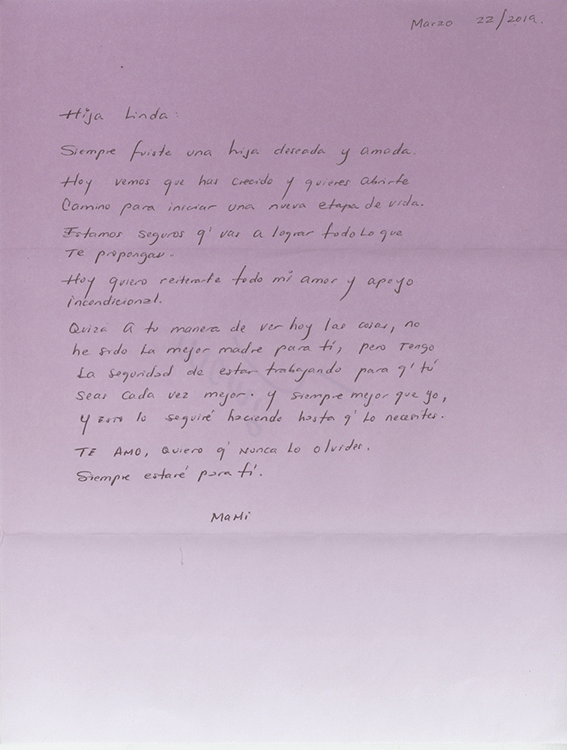 Marzo 22/2019.
Hija Linda:
Siempre fuiste una hija deseada y amada.
Hoy vemos que has crecido y quieres abrirte
Camino para iniciar una nueva etapa de vida.
Estamos seguros q' vas a lograr todo lo que
Te propongas.
Hoy quiero reiterarte todo mi amor y apoyo
incondicional.
Quiza a tu manera de ver hoy las cosas, no
he sido la mejor madre para tí, pero tengo
La seguridad de estar trabajando para q' tú
seas cada vez mejor. y siempre mejor que yo,
y esto lo seguiré haciendo hasta q' lo necesites.
TE AMO, quiero q' nunca lo olvides.
Siempre estaré para tí.
MaMi